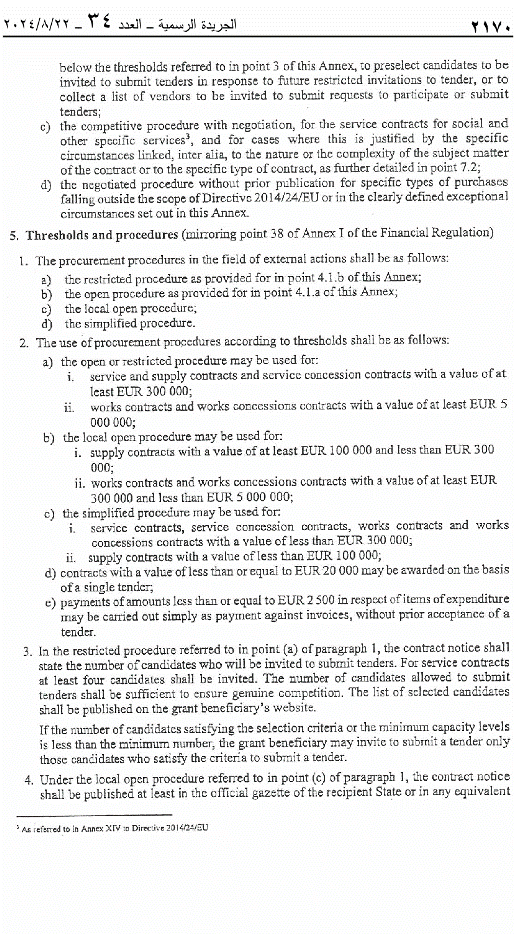 ٢١٧٠ الجريدة الرسمية – العدد ٣٤ – ٢٠٢٤/٨/٢٢
below the thresholds referred to in point 3 of this Annex, to preselect candidates to be
invited to submit tenders in response to future restricted invitations to tender, or to
collect a list of vendors to be invited to submit requests to participate or submit
tenders;
c) the competitive procedure with negotiation, for the service contracts for social and
other specific services³, and for cases where this is justified by the specific
circumstances linked, inter alia, to the nature or the complexity of the subject matter
of the contract or to the specific type of contract, as further detailed in point 7.2;
d) the negotiated procedure without prior publication for specific types of purchases
falling outside the scope of Directive 2014/24/EU or in the clearly defined exceptional
circumstances set out in this Annex.
5. Thresholds and procedures (mirroring point 38 of Annex I of the Financial Regulation)
1. The procurement procedures in the field of external actions shall be as follows:
a) the restricted procedure as provided for in point 4.1.b of this Annex;
b) the open procedure as provided for in point 4.1.a of this Annex;
c) the local open procedure;
d) the simplified procedure.
2. The use of procurement procedures according to thresholds shall be as follows:
a) the open or restricted procedure may be used for:
i. service and supply contracts and service concession contracts with a value of at
least EUR 300 000;
ii. works contracts and works concessions contracts with a value of at least EUR 5
000 000;
b) the local open procedure may be used for:
i. supply contracts with a value of at least EUR 100 000 and less than EUR 300
000;
ii. works contracts and works concessions contracts with a value of at least EUR
300 000 and less than EUR 5 000 000;
c) the simplified procedure may be used for:
i. service contracts, service concession contracts, works contracts and works
concessions contracts with a value of less than EUR 300 000;
ii. supply contracts with a value of less than EUR 100 000;
d) contracts with a value of less than or equal to EUR 20 000 may be awarded on the basis
of a single tender;
e) payments of amounts less than or equal to EUR 2 500 in respect of items of expenditure
may be carried out simply as payment against invoices, without prior acceptance of a
tender.
3. In the restricted procedure referred to in point (a) of paragraph 1, the contract notice shall
state the number of candidates who will be invited to submit tenders. For service contracts
at least four candidates shall be invited. The number of candidates allowed to submit
tenders shall be sufficient to ensure genuine competition. The list of selected candidates
shall be published on the grant beneficiary's website.
If the number of candidates satisfying the selection criteria or the minimum capacity levels
is less than the minimum number, the grant beneficiary may invite to submit a tender only
those candidates who satisfy the criteria to submit a tender.
4. Under the local open procedure referred to in point (c) of paragraph 1, the contract notice
shall be published at least in the official gazette of the recipient State or in any equivalent
³ As referred to in Annex XIV to Directive 2014/24/EU